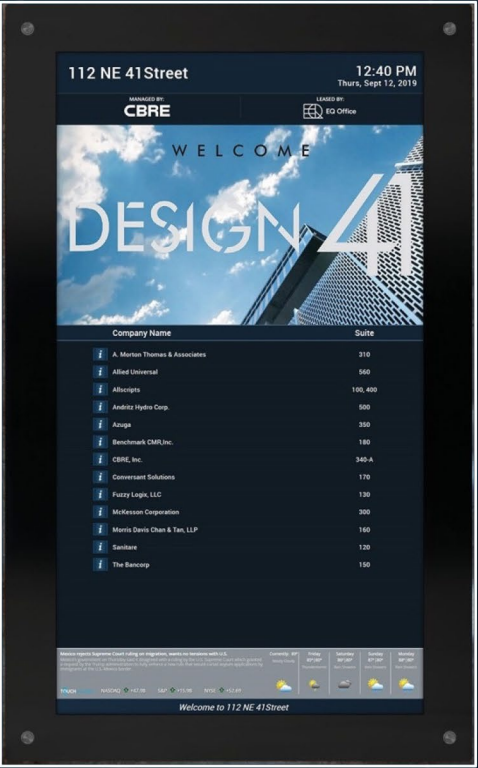 112 NE 41Street
12:40 PM
Thurs, Sept 12, 2019
MANAGED BY:
CBRE
LEASED BY:
EQ Office
WELCOME
DESIGN 41
Company Name Suite
i A. Morton Thomas & Associates 310
i Allied Universal 560
i Allscripts 100, 400
i Andritz Hydro Corp. 500
i Azuga 350
i Benchmark CMR,Inc. 180
i CBRE, Inc. 340-A
i Conversant Solutions 170
i Fuzzy Logix, LLC 130
i McKesson Corporation 300
i Morris Davis Chan & Tan, LLP 160
i Sanitare 120
i The Bancorp 150
Mexico rejects Supreme Court ruling on migration, wants no tensions with U.S.
Currently Friday Saturday Sunday Monday
TOUCH
NASDAQ S&P NYSE
Welcome to 112 NE 41Street